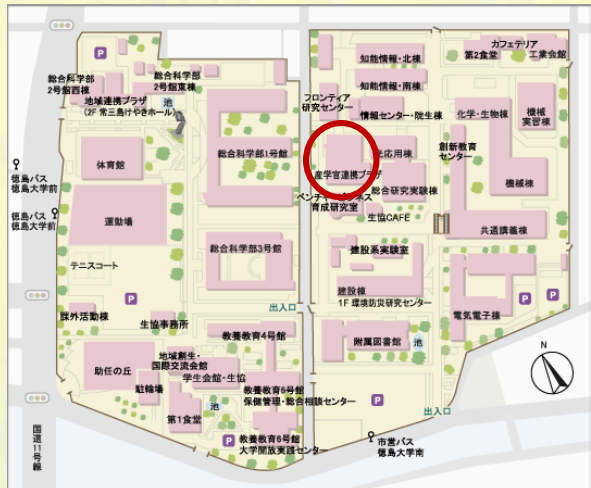 P
総合科学部
2号館西棟
総合科学部
2号館東棟
地域連携プラザ
(2F 常三島けやきホール)
池
体育館
総合科学部1号館
徳島バス
徳島大学前
徳島バス
徳島大学前
運動場
テニスコート
総合科学部3号館
P
課外活動棟
生協事務所
出入口
教養教育4号館
助任の丘
地域創生・
国際交流会館
学生会館・生協
駐輪場
教養教育5号館
保健管理・総合相談センター
第1食堂
池
P
教養教育6号館
大学開放実践センター
国道11号線
P
知能情報・北棟
カフェテリア
第2食堂
工業会館
知能情報・南棟
フロンティア
研究センター
情報センター・院生棟
化学・生物棟
機械
実習棟
光応用棟
創新教育
センター
産学官連携プラザ
総合研究実験棟
機械棟
ベンチャービジネス
育成研究室
生協CAFE
共通講義棟
建設系実験室
建設棟
1F 環境防災研究センター
電気電子棟
P
P
附属図書館
池
N
P
出入口
市営バス
徳島大学南